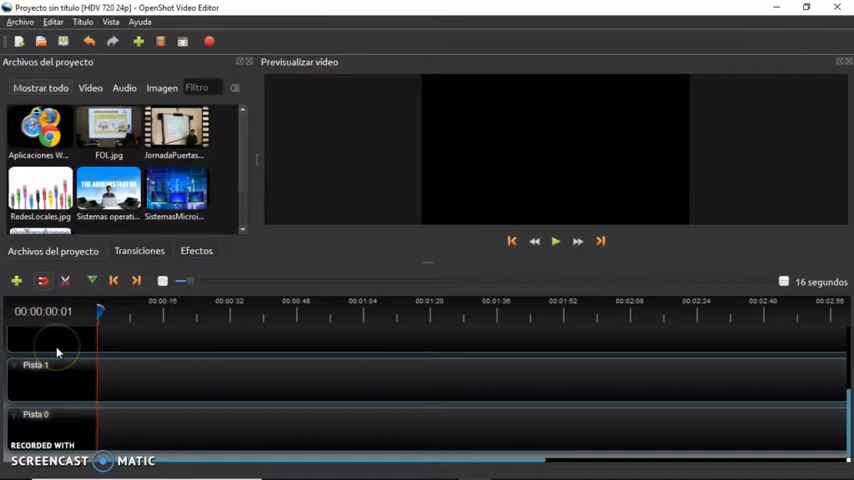 Proyecto sin título [HDV 720 24p] - OpenShot Video Editor
Archivo Editar Título Vista Ayuda
Archivos del proyecto
Previsualizar vídeo
Mostrar todo Vídeo Audio Imagen Filtro
Aplicaciones W... FOL.jpg JornadaPuertas...
THE ADMINISTRATOR
RedesLocales.jpg Sistemas operati... SistemasMicroi...
Archivos del proyecto Transiciones Efectos
16 segundos
00:00:00:01
00:00:16 00:00:32 00:00:48 00:01:04 00:01:20 00:01:36 00:01:52 00:02:08 00:02:24 00:02:40 00:02:56
Pista 1
Pista 0
RECORDED WITH
SCREENCAST MATIC